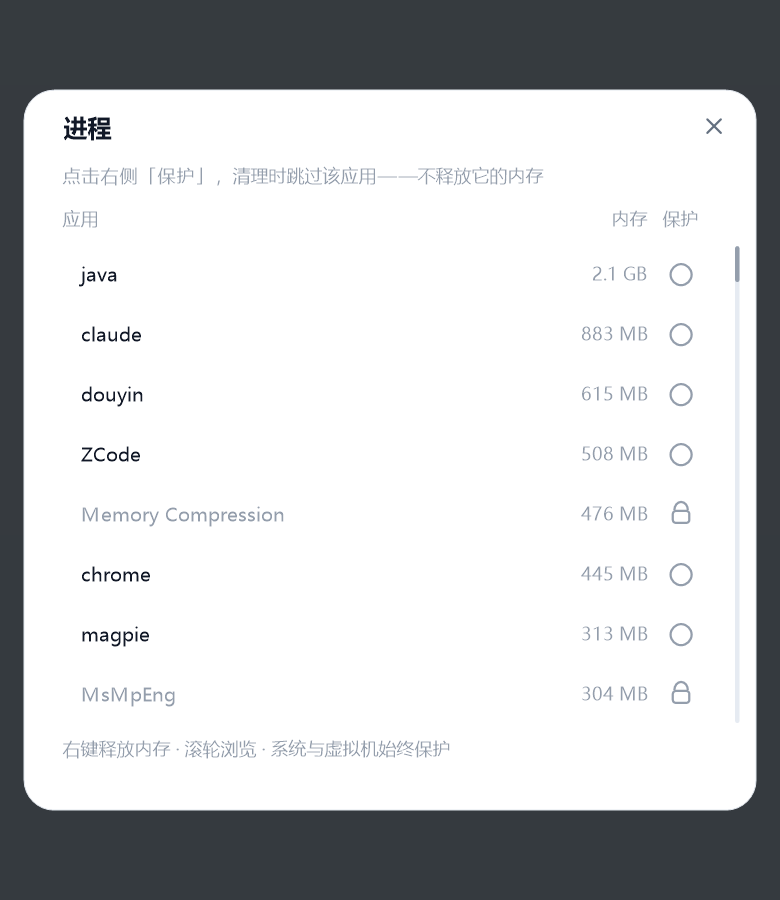 进程
点击右侧「保护」，清理时跳过该应用——不释放它的内存
应用 内存 保护
java 2.1 GB
claude 883 MB
douyin 615 MB
ZCode 508 MB
Memory Compression 476 MB
chrome 445 MB
magpie 313 MB
MsMpEng 304 MB
右键释放内存 · 滚轮浏览 · 系统与虚拟机始终保护